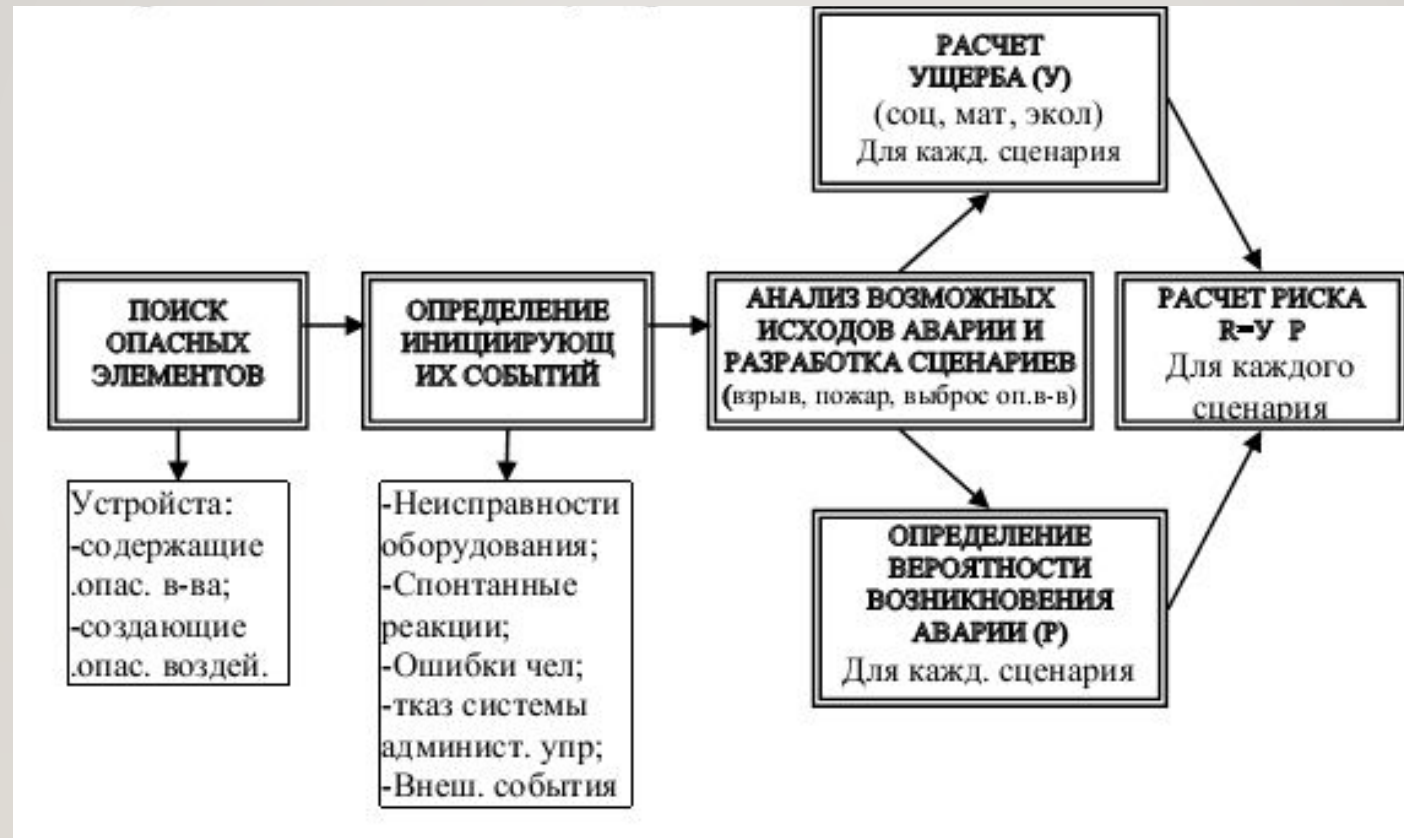 РАСЧЕТ
УЩЕРБА (У)
(соц, мат, экол)
Для кажд. сценария
ПОИСК
ОПАСНЫХ
ЭЛЕМЕНТОВ
ОПРЕДЕЛЕНИЕ
ИНИЦИИРУЮЩ
ИХ СОБЫТИЙ
АНАЛИЗ ВОЗМОЖНЫХ
ИСХОДОВ АВАРИИ И
РАЗРАБОТКА СЦЕНАРИЕВ
(взрыв, пожар, выброс оп.в-в)
РАСЧЕТ РИСКА
R=У P
Для каждого
сценария
Устройста:
-содержащие
.опас. в-ва;
-создающие
.опас. воздей.
-Неисправности
оборудования;
-Спонтанные
реакции;
-Ошибки чел;
-тказ системы
админист. упр;
-Внеш. события
ОПРЕДЕЛЕНИЕ
ВЕРОЯТНОСТИ
ВОЗНИКНОВЕНИЯ
АВАРИИ (Р)
Для кажд. сценария